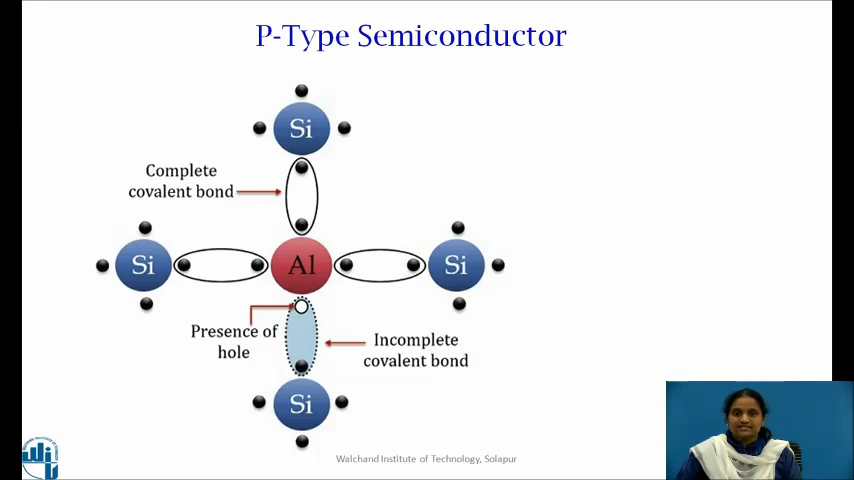 P-Type Semiconductor
Si
Complete
covalent bond
Si
Al
Si
Presence of
hole
Incomplete
covalent bond
Si
Walchand Institute of Technology, Solapur